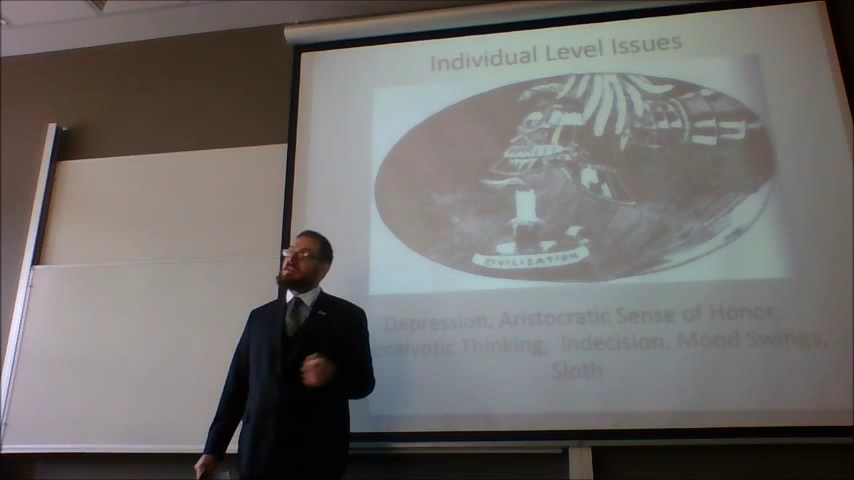 Individual Level Issues
CIVILIZATION
Depression, Aristocratic Sense of Honor,
Thinking, Indecision, Mood Swings,
Sloth